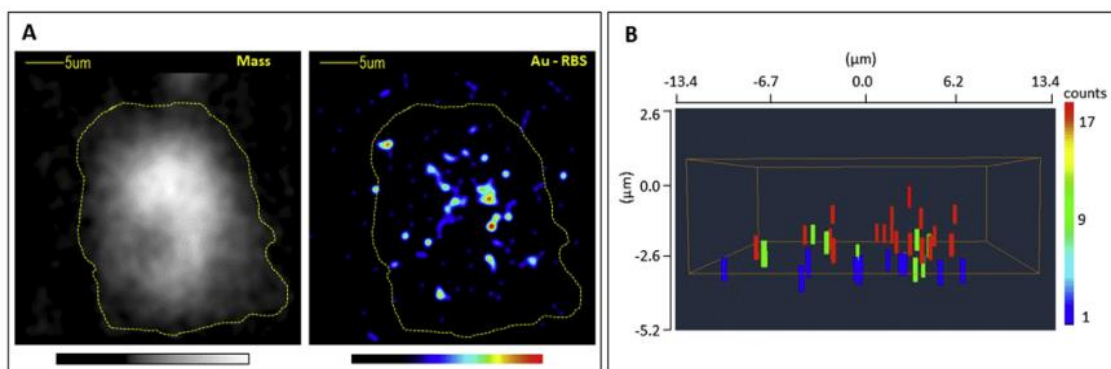 A
5um
Mass
5um
Au - RBS
B
(µm)
-13.4 -6.7 0.0 6.2 13.4
counts
2.6
17
0.0
(µm)
9
-2.6
1
-5.2